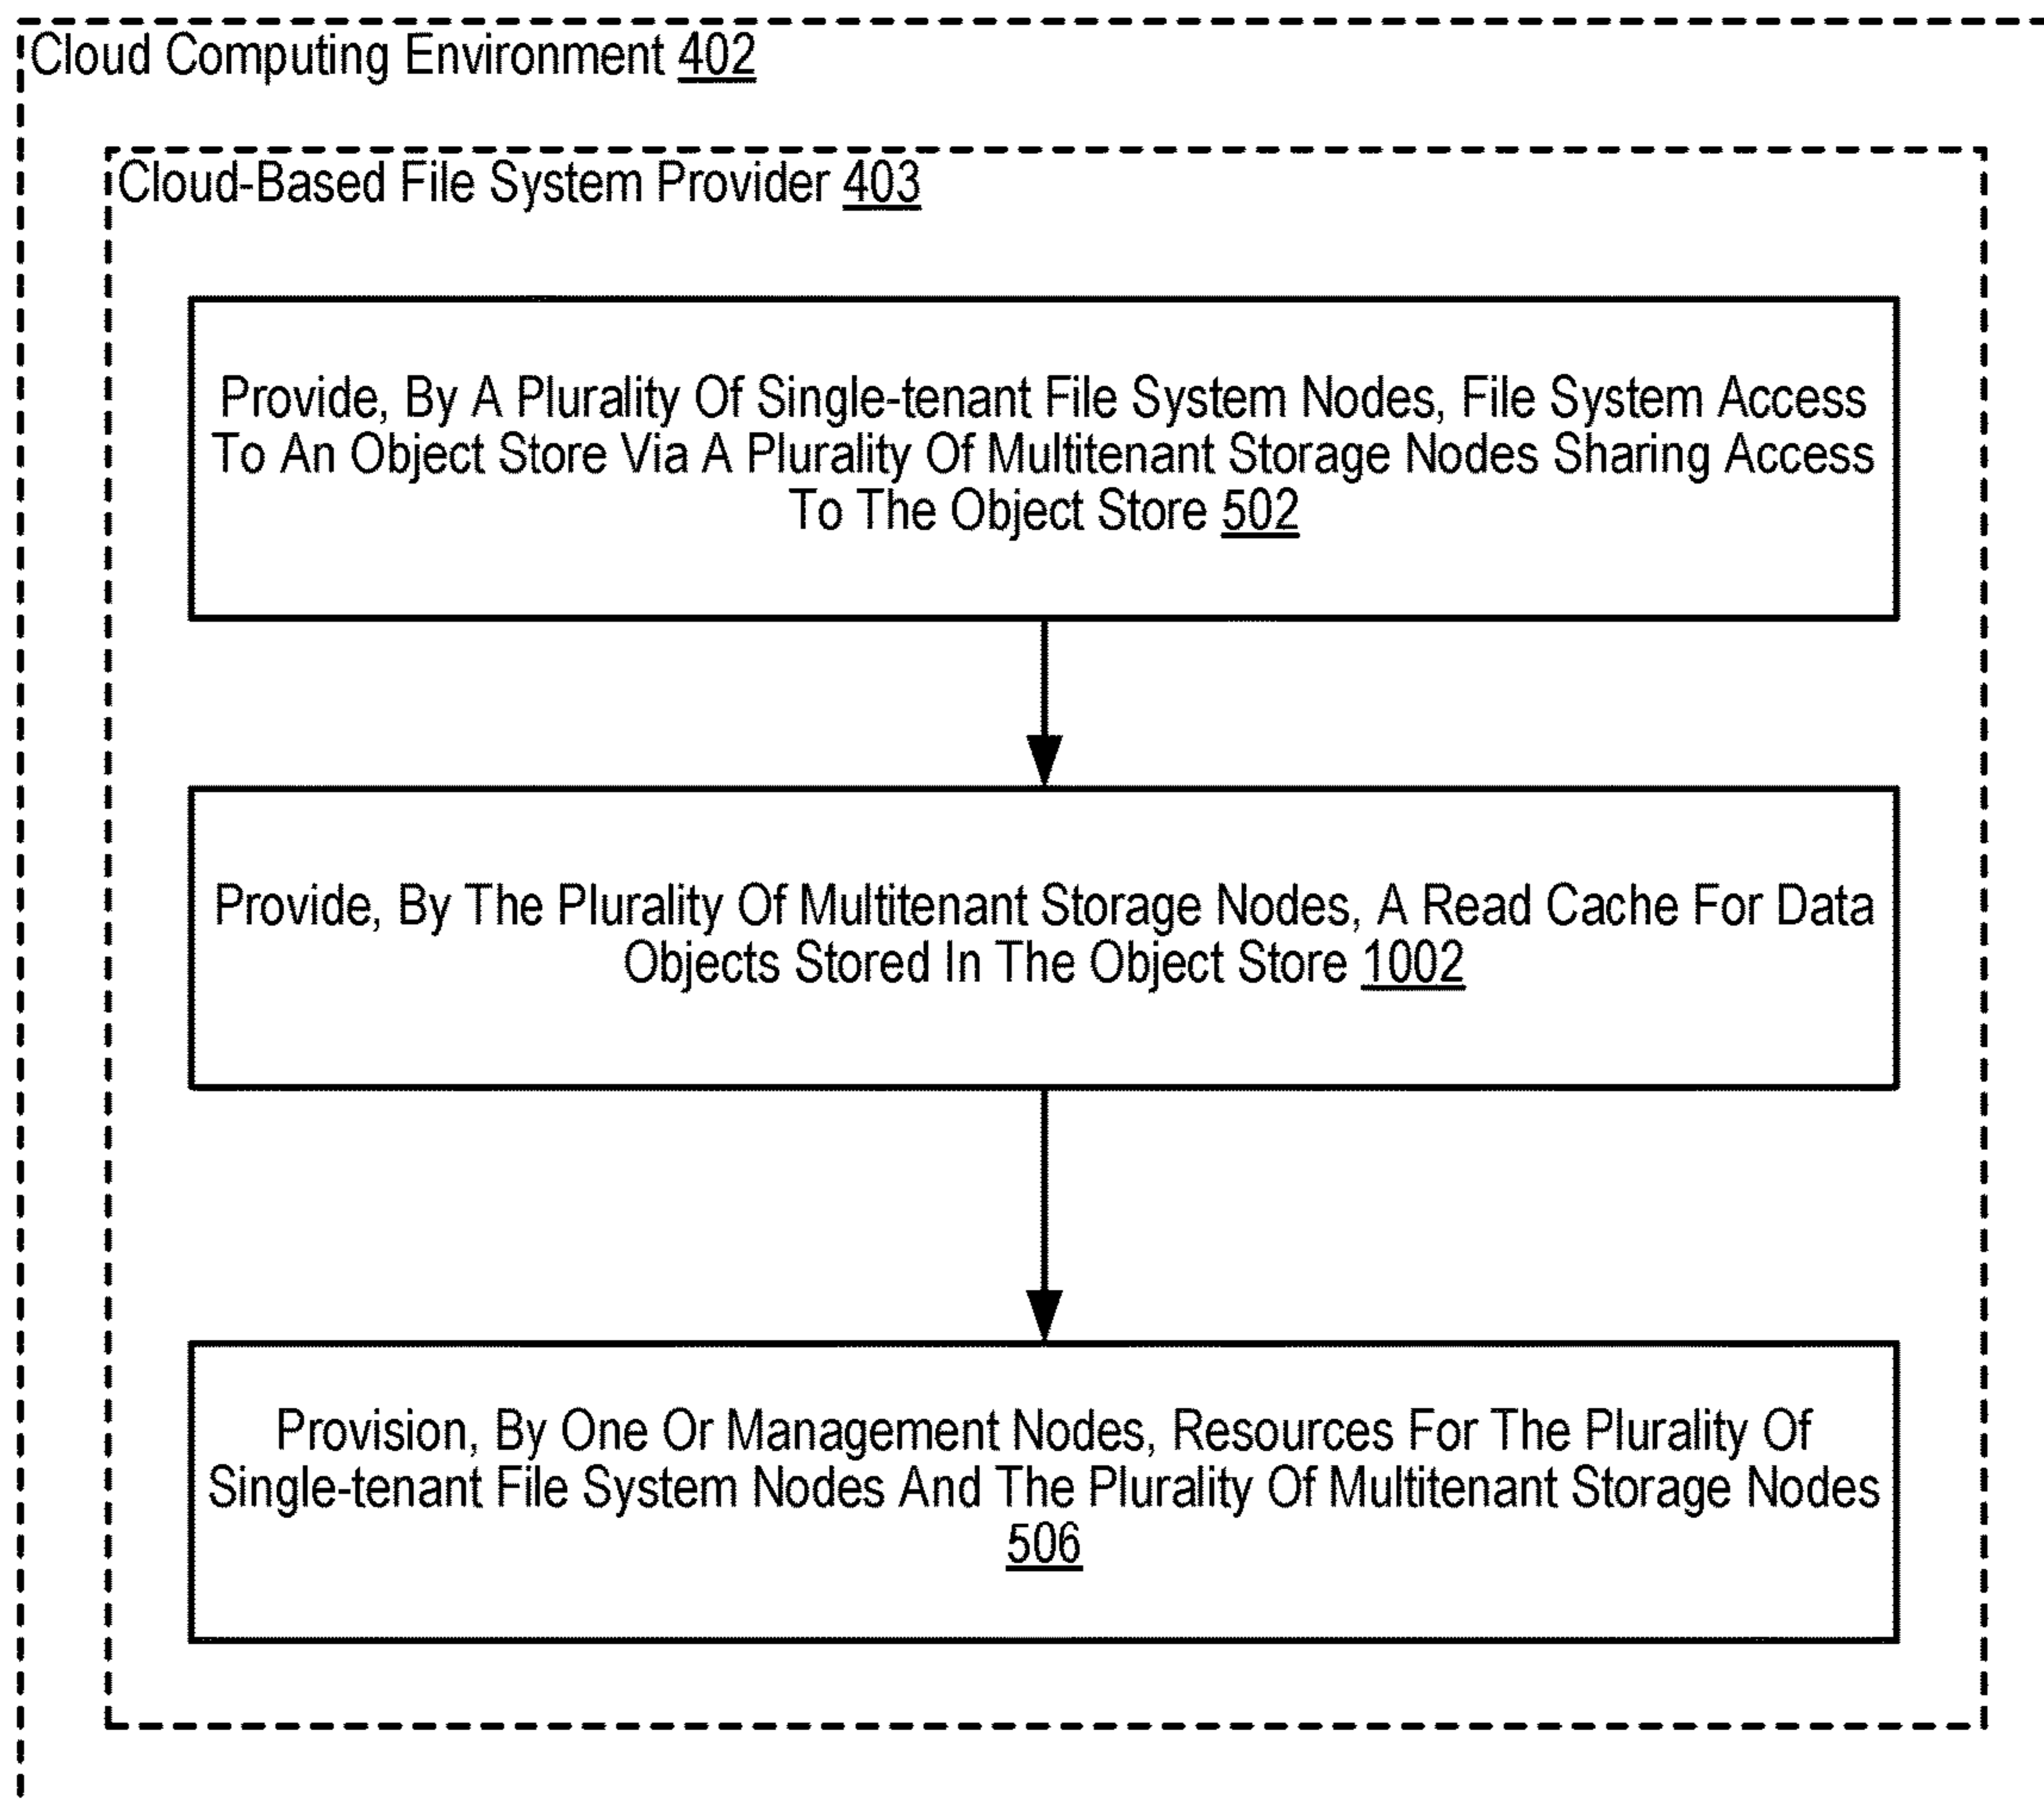 Cloud Computing Environment 402
Cloud-Based File System Provider 403
Provide, By A Plurality Of Single-tenant File System Nodes, File System Access
To An Object Store Via A Plurality Of Multitenant Storage Nodes Sharing Access
To The Object Store 502
Provide, By The Plurality Of Multitenant Storage Nodes, A Read Cache For Data
Objects Stored In The Object Store 1002
Provision, By One Or Management Nodes, Resources For The Plurality Of
Single-tenant File System Nodes And The Plurality Of Multitenant Storage Nodes
506